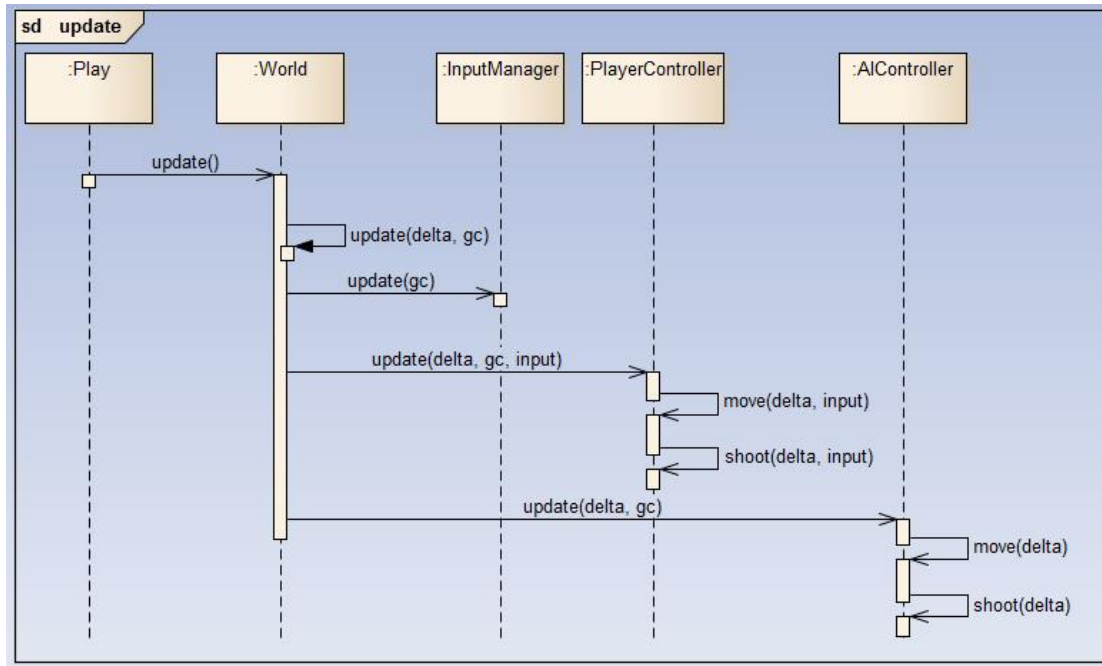 sd update
:Play
:World
:InputManager
:PlayerController
:AIController
update()
update(delta, gc)
update(gc)
update(delta, gc, input)
move(delta, input)
shoot(delta, input)
update(delta, gc)
move(delta)
shoot(delta)